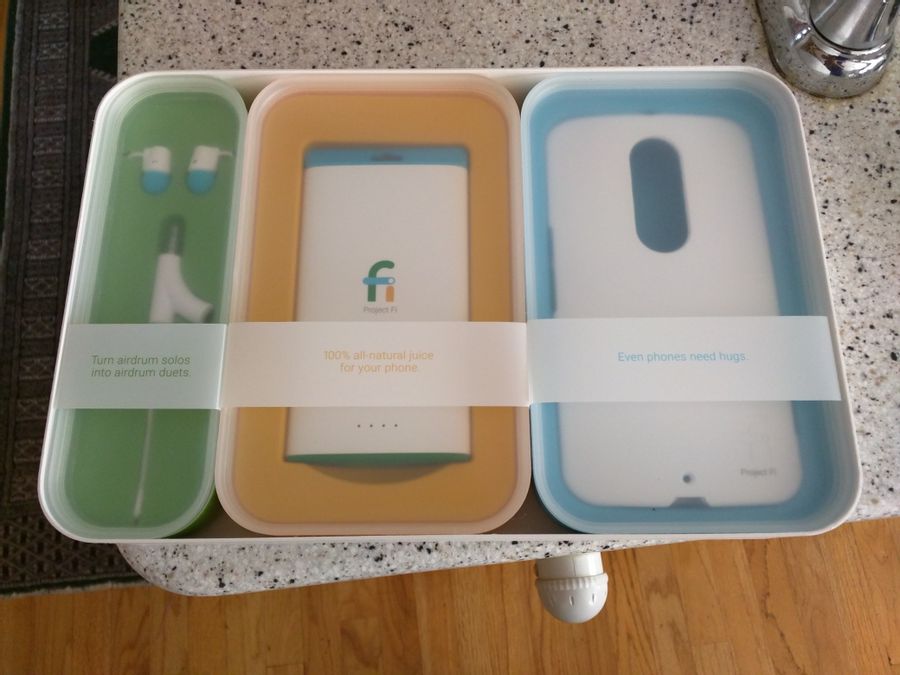 Turn airdrum solos
into airdrum duets.
fi
Project Fi
100% all-natural juice
for your phone.
Even phones need hugs.
Project Fi